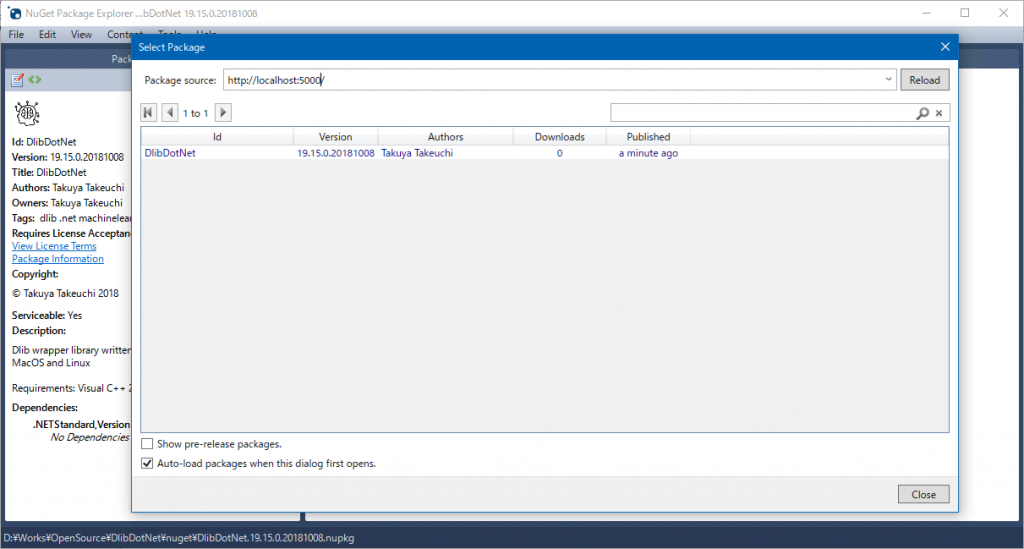 NuGet Package Explorer ...bDotNet 19.15.0.20181008
File Edit View Content Tools Help
Select Package
Package source: http://localhost:5000/ Reload
1 to 1
Id Version Authors Downloads Published
DlibDotNet 19.15.0.20181008 Takuya Takeuchi 0 a minute ago
Show pre-release packages.
Auto-load packages when this dialog first opens.
Close
Pack
Id: DlibDotNet
Version: 19.15.0.20181008
Title: DlibDotNet
Authors: Takuya Takeuchi
Owners: Takuya Takeuchi
Tags: dlib .net machinelearn
Requires License Acceptan
View License Terms
Package Information
Copyright:
© Takuya Takeuchi 2018
Serviceable: Yes
Description:
Dlib wrapper library written
MacOS and Linux
Requirements: Visual C++ 2
Dependencies:
.NETStandard,Version
No Dependencies
D:¥Works¥OpenSource¥DlibDotNet¥nuget¥DlibDotNet.19.15.0.20181008.nupkg